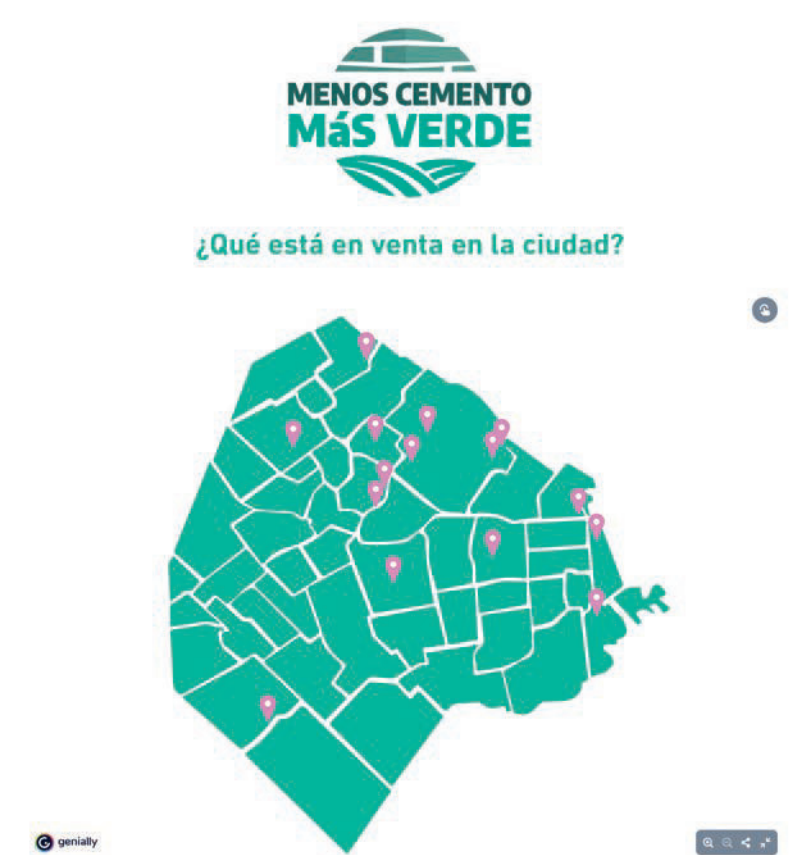 MENOS CEMENTO
MáS VERDE
¿Qué está en venta en la ciudad?
genially